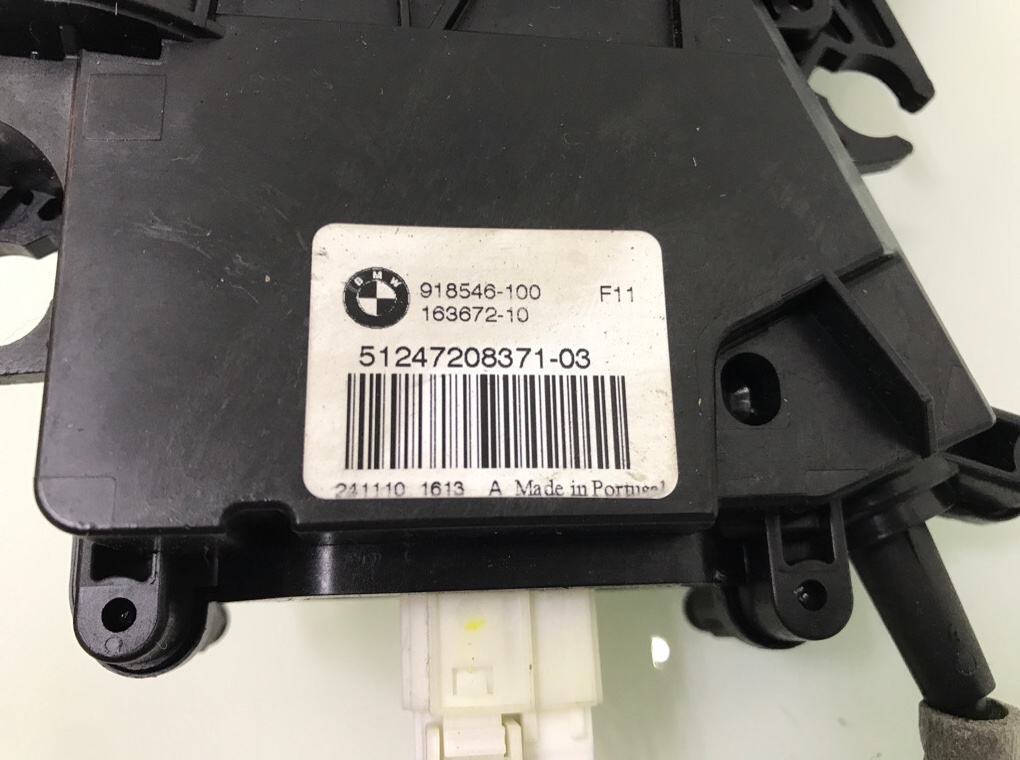 BMW
918546-100 F11
163672-10
51247208371-03
241110 1613 A Made in Portugal